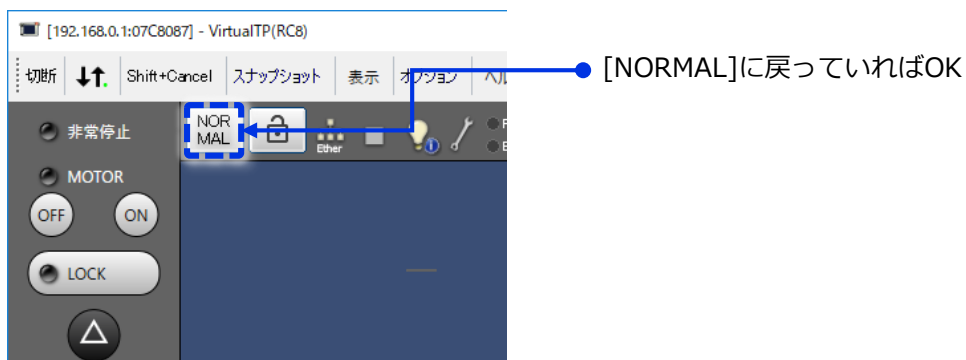 [192.168.0.1:07C8087] - VirtualTP(RC8)
切断 Shift+Cancel スナップショット 表示 オプション
[NORMAL]に戻っていればOK
非常停止
NOR
MAL
Ether
MOTOR
OFF ON
LOCK